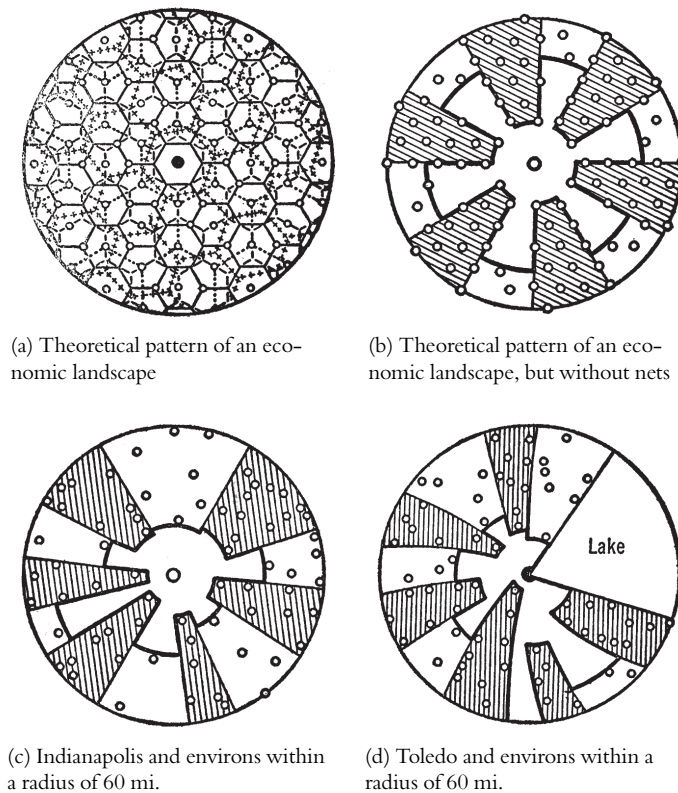 (a) Theoretical pattern of an eco-
nomic landscape
(b) Theoretical pattern of an eco-
nomic landscape, but without nets
Lake
(c) Indianapolis and environs within
a radius of 60 mi.
(d) Toledo and environs within a
radius of 60 mi.